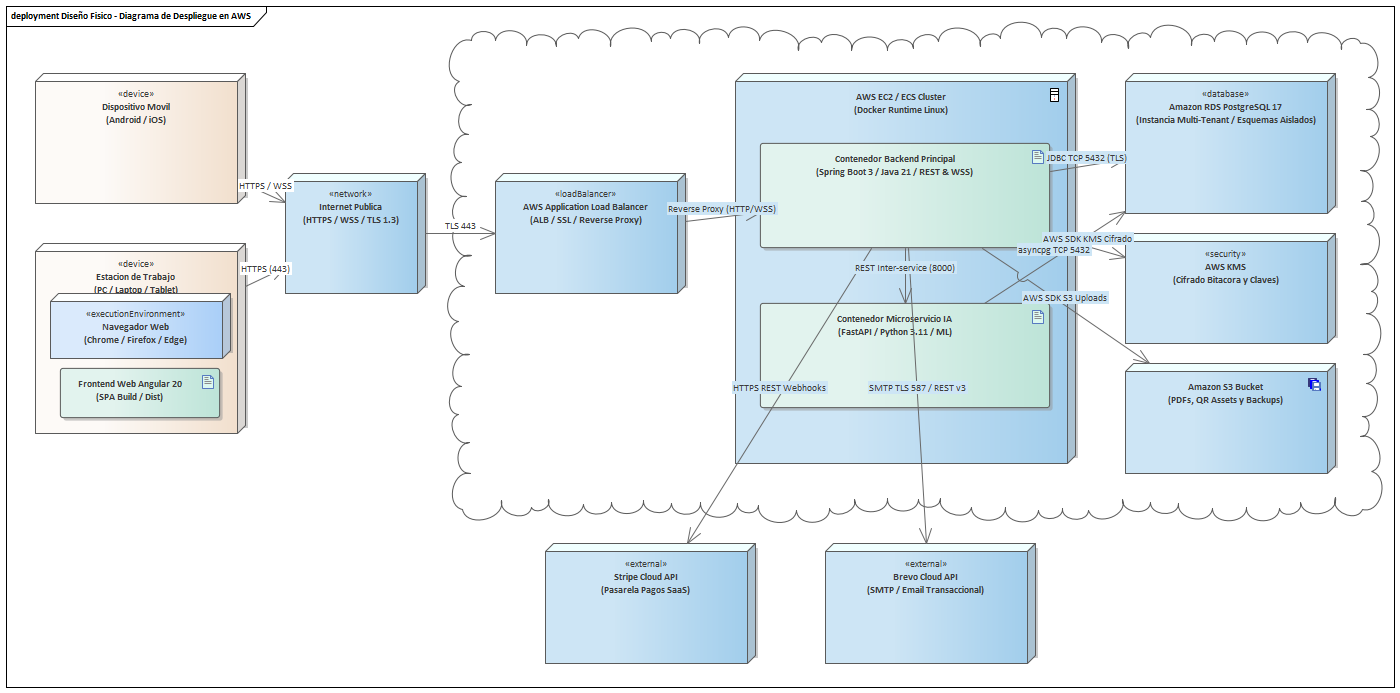 deployment Diseño Fisico - Diagrama de Despliegue en AWS
«device»
Dispositivo Movil
(Android / iOS)
HTTPS / WSS
«device»
Estacion de Trabajo
(PC / Laptop / Tablet)
«executionEnvironment»
Navegador Web
(Chrome / Firefox / Edge)
Frontend Web Angular 20
(SPA Build / Dist)
HTTPS (443)
«network»
Internet Publica
(HTTPS / WSS / TLS 1.3)
TLS 443
«loadBalancer»
AWS Application Load Balancer
(ALB / SSL / Reverse Proxy)
Reverse Proxy (HTTP/WSS)
AWS EC2 / ECS Cluster
(Docker Runtime Linux)
Contenedor Backend Principal
(Spring Boot 3 / Java 21 / REST & WSS)
REST Inter-service (8000)
Contenedor Microservicio IA
(FastAPI / Python 3.11 / ML)
HTTPS REST Webhooks
SMTP TLS 587 / REST v3
JDBC TCP 5432 (TLS)
AWS SDK KMS Cifrado
asyncpg TCP 5432
AWS SDK S3 Uploads
«database»
Amazon RDS PostgreSQL 17
(Instancia Multi-Tenant / Esquemas Aislados)
«security»
AWS KMS
(Cifrado Bitacora y Claves)
Amazon S3 Bucket
(PDFs, QR Assets y Backups)
«external»
Stripe Cloud API
(Pasarela Pagos SaaS)
«external»
Brevo Cloud API
(SMTP / Email Transaccional)